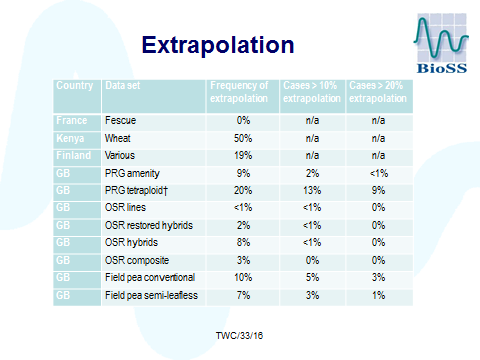 Extrapolation
BioSS
Country Data set Frequency of extrapolation Cases > 10% extrapolation Cases > 20% extrapolation
France Fescue 0% n/a n/a
Kenya Wheat 50% n/a n/a
Finland Various 19% n/a n/a
GB PRG amenity 9% 2% <1%
GB PRG tetraploid† 20% 13% 9%
GB OSR lines <1% <1% 0%
GB OSR restored hybrids 2% <1% 0%
GB OSR hybrids 8% <1% 0%
GB OSR composite 3% 0% 0%
GB Field pea conventional 10% 5% 3%
GB Field pea semi-leafless 7% 3% 1%
TWC/33/16